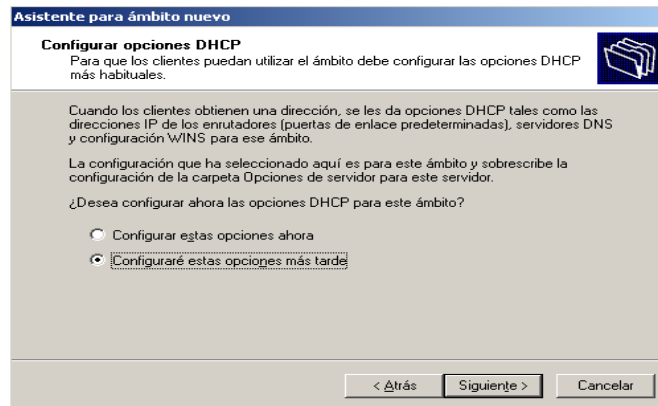 Asistente para ámbito nuevo
Configurar opciones DHCP
Para que los clientes puedan utilizar el ámbito debe configurar las opciones DHCP
más habituales.
Cuando los clientes obtienen una dirección, se les da opciones DHCP tales como las
direcciones IP de los enrutadores (puertas de enlace predeterminadas), servidores DNS
y configuración WINS para ese ámbito.
La configuración que ha seleccionado aquí es para este ámbito y sobrescribe la
configuración de la carpeta Opciones de servidor para este servidor.
¿Desea configurar ahora las opciones DHCP para este ámbito?
Configurar estas opciones ahora
Configuraré estas opciones más tarde
< Atrás Siguiente > Cancelar